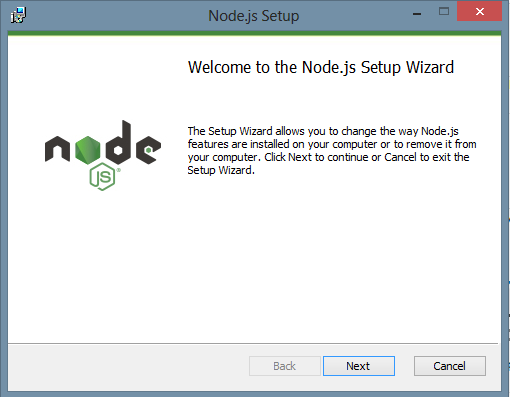 Node.js Setup
Welcome to the Node.js Setup Wizard
The Setup Wizard allows you to change the way Node.js
features are installed on your computer or to remove it from
your computer. Click Next to continue or Cancel to exit the
Setup Wizard.
node
JS®
Back
Next
Cancel